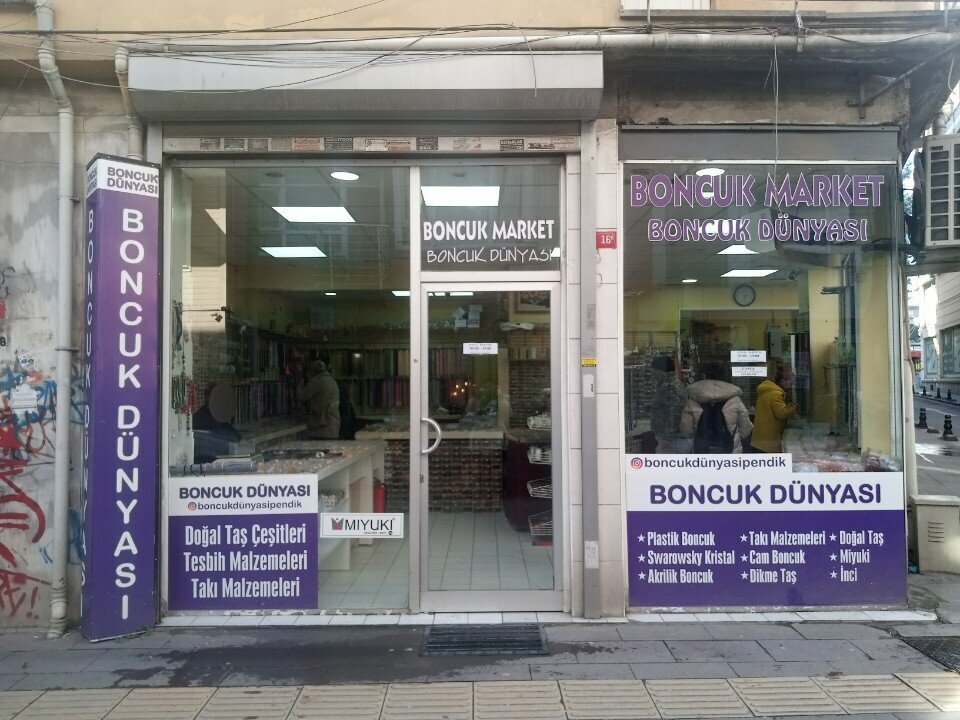 BONCUK
DÜNYASI
BONCUK DÜNYASI
BONCUK MARKET
BONCUK DÜNYASI
16
BONCUK MARKET
BONCUK DÜNYASI
BONCUK DÜNYASI
boncukdünyasipendik
Doğal Taş Çeşitleri
Tesbih Malzemeleri
Takı Malzemeleri
MIYUKI
boncukdünyasipendik
BONCUK DÜNYASI
★ Plastik Boncuk ★ Takı Malzemeleri ★ Doğal Taş
★ Swarowsky Kristal ★ Cam Boncuk ★ Miyuki
★ Akrilik Boncuk ★ Dikme Taş ★ İnci